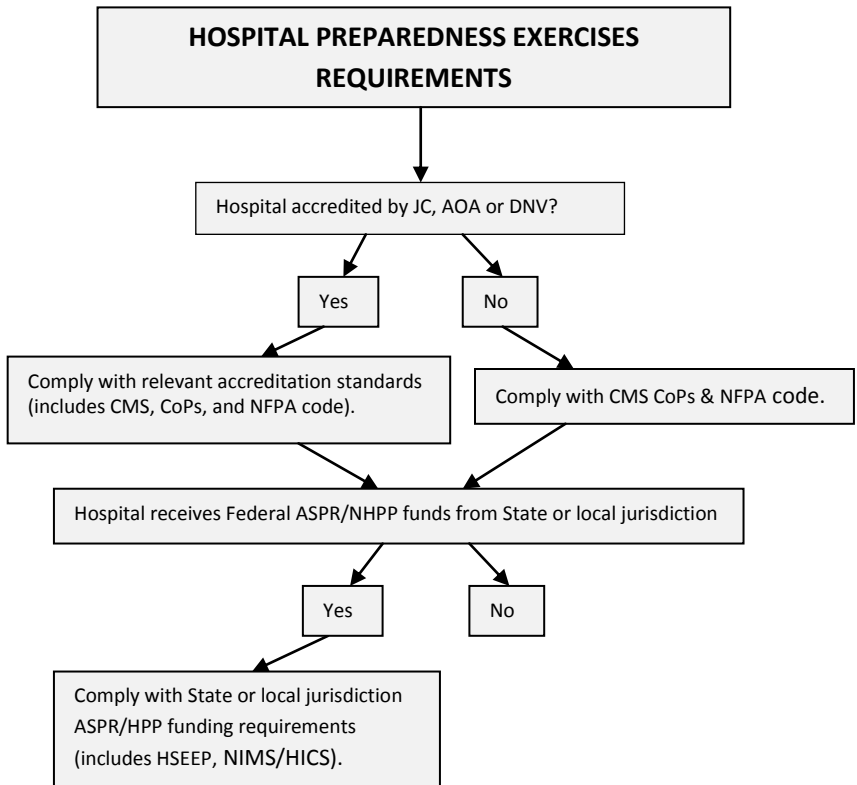 HOSPITAL PREPAREDNESS EXERCISES
REQUIREMENTS
Hospital accredited by JC, AOA or DNV?
Yes
No
Comply with relevant accreditation standards
(includes CMS, CoPs, and NFPA code).
Comply with CMS CoPs & NFPA code.
Hospital receives Federal ASPR/NHPP funds from State or local jurisdiction
Yes
No
Comply with State or local jurisdiction
ASPR/HPP funding requirements
(includes HSEEP, NIMS/HICS).